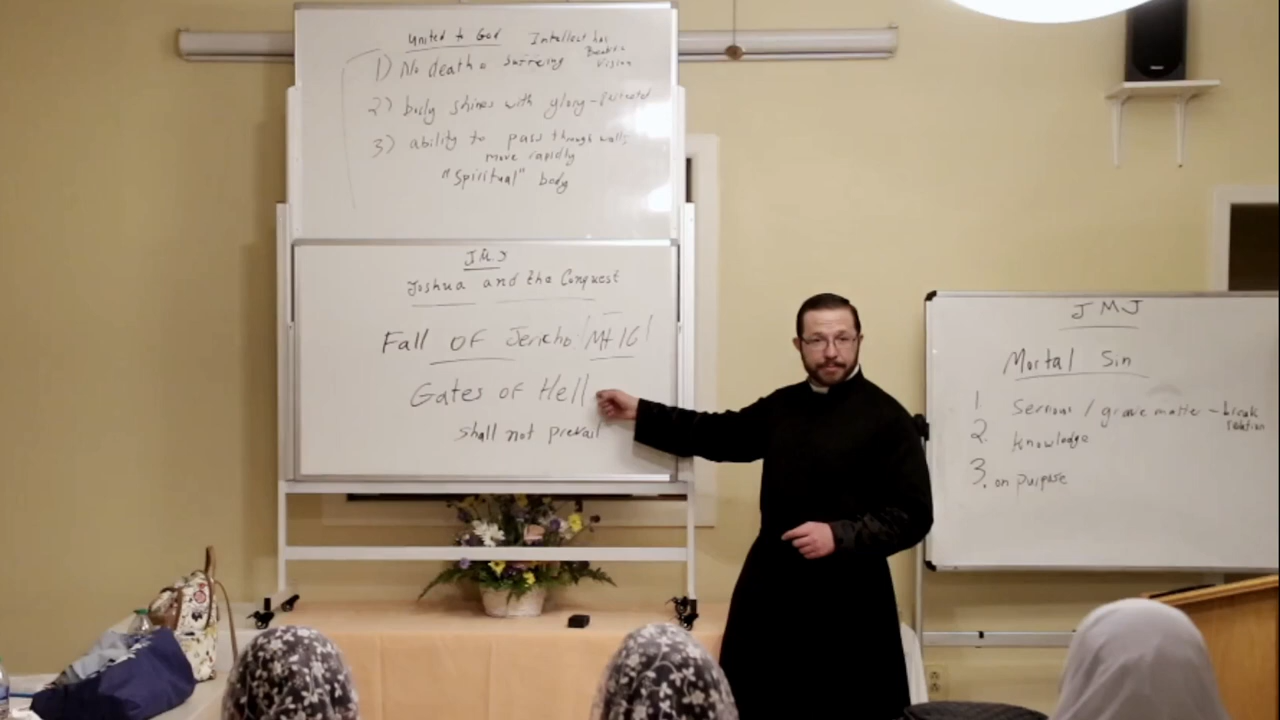 United to God Intellect has
Beatific
Vision
1) No death or suffering
2) body shines with glory - Perfected
3) ability to pass through walls
move rapidly
"Spiritual" body
J.M.J
Joshua and the Conquest
Fall OF Jericho Mt 16
Gates of Hell
shall not prevail
JMJ
Mortal Sin
1 Serious / grave matter - break
relation
2. Knowledge
3. on purpose